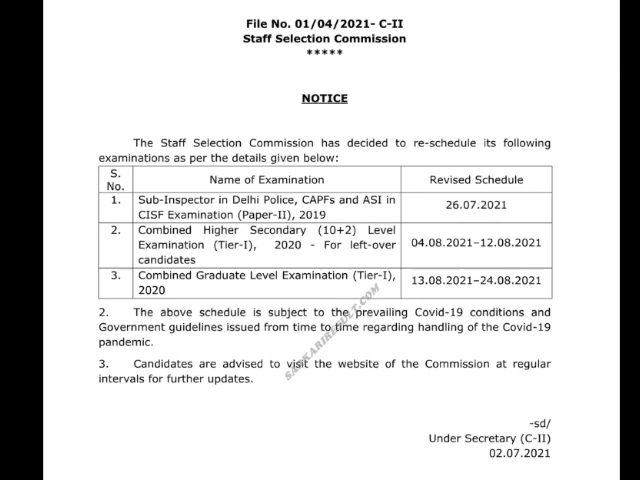 File No. 01/04/2021- C-II
Staff Selection Commission
*****
NOTICE
The Staff Selection Commission has decided to re-schedule its following
examinations as per the details given below:
S. No. Name of Examination Revised Schedule
1. Sub-Inspector in Delhi Police, CAPFs and ASI in
CISF Examination (Paper-II), 2019 26.07.2021
2. Combined Higher Secondary (10+2) Level
Examination (Tier-I), 2020 - For left-over
candidates 04.08.2021–12.08.2021
3. Combined Graduate Level Examination (Tier-I),
2020 13.08.2021–24.08.2021
2. The above schedule is subject to the prevailing Covid-19 conditions and
Government guidelines issued from time to time regarding handling of the Covid-19
pandemic.
3. Candidates are advised to visit the website of the Commission at regular
intervals for further updates.
SARKARIRESULT.COM
-sd/
Under Secretary (C-II)
02.07.2021